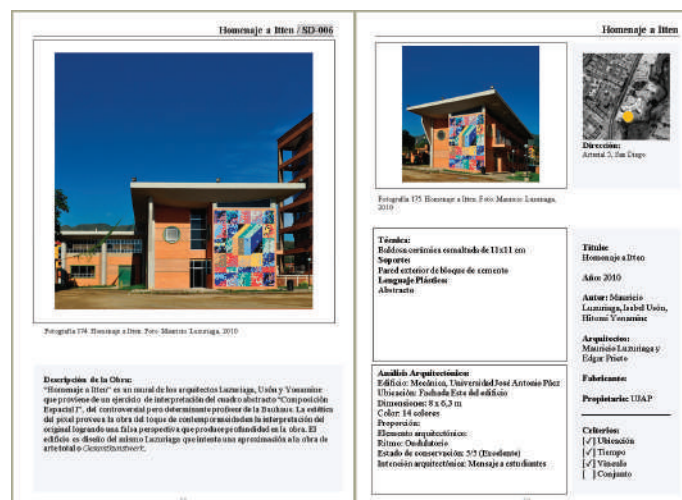 Homenaje a Itten / SD-006
Fotografía 174. Homenaje a Itten. Foto: Mauricio Luzuriaga, 2010
Descripción de la Obra:
"Homenaje a Itten" es un mural de los arquitectos Luzuriaga, Usón y Yonamine
que proviene de un ejercicio de interpretación del cuadro abstracto "Composición
Espacial I", del controversial pero determinante profesor de la Bauhaus. La estética
del pixel provee a la obra del toque de contemporaneidad en la interpretación del
original logrando una falsa perspectiva que produce profundidad en la obra. El
edificio es diseño del mismo Luzuriaga que intenta una aproximación a la obra de
arte total o
Homenaje a Itten
Dirección:
Arterial 5, San Diego
Fotografía 175. Homenaje a Itten. Foto: Mauricio Luzuriaga,
2010
Técnica:
Baldosa cerámica esmaltada de 11x11 cm
Soporte:
Pared exterior de bloque de cemento
Lenguaje Plástico:
Abstracto
Título:
Homenaje a Itten
Año: 2010
Autor: Mauricio
Luzuriaga, Isabel Usón,
Hitomi Yonamine
Arquitectos:
Mauricio Luzuriaga y
Edgar Prieto
Fabricante:
Propietario: UJAP
Análisis Arquitectónico:
Edificio: Mecánica, Universidad José Antonio Páez
Ubicación: Fachada Este del edificio
Dimensiones: 8 x 6,3 m
Color: 14 colores
Proporción:
Elemento arquitectónico:
Ritmo: Ondulatorio
Estado de conservación: 5/5 (Excelente)
Intención arquitectónica: Mensaje a estudiantes
Criterios:
[✓] Ubicación
[✓] Tiempo
[✓] Vínculo
[ ] Conjunto